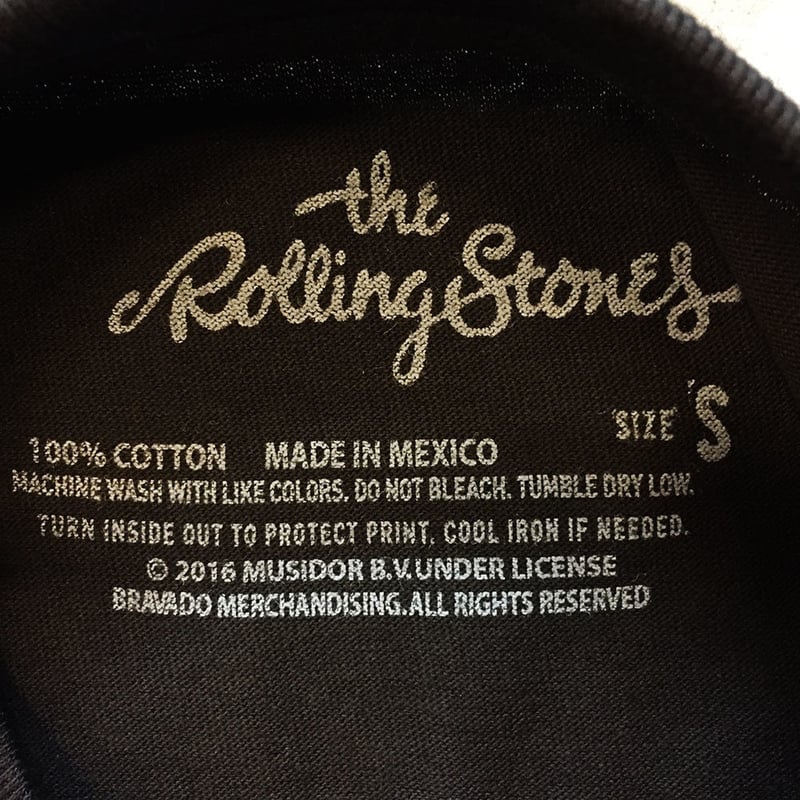 the
Rolling Stones
SIZE S
100% COTTON MADE IN MEXICO
MACHINE WASH WITH LIKE COLORS. DO NOT BLEACH. TUMBLE DRY LOW.
TURN INSIDE OUT TO PROTECT PRINT. COOL IRON IF NEEDED.
© 2016 MUSIDOR B.V. UNDER LICENSE
BRAVADO MERCHANDISING. ALL RIGHTS RESERVED